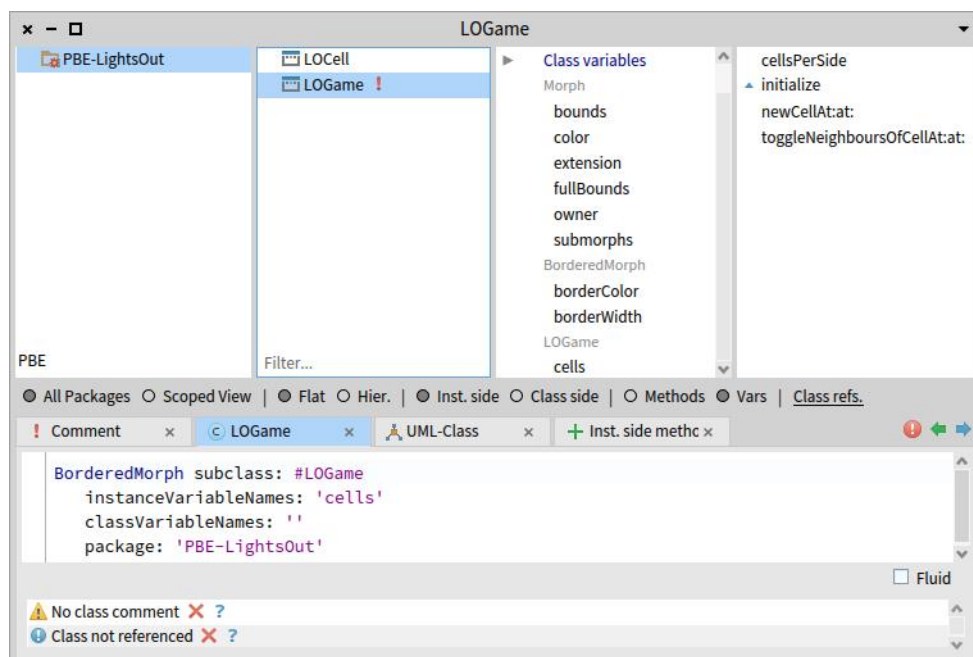 LOGame
PBE-LightsOut
PBE
LOCell
LOGame !
Filter...
Class variables
Morph
bounds
color
extension
fullBounds
owner
submorphs
BorderedMorph
borderColor
borderWidth
LOGame
cells
cellsPerSide
initialize
newCellAt:at:
toggleNeighboursOfCellAt:at:
All Packages Scoped View | Flat Hier. | Inst. side Class side | Methods Vars | Class refs.
! Comment × LOGame × UML-Class × Inst. side methc ×
BorderedMorph subclass: #LOGame
instanceVariableNames: 'cells'
classVariableNames: ''
package: 'PBE-LightsOut'
Fluid
No class comment ?
Class not referenced ?